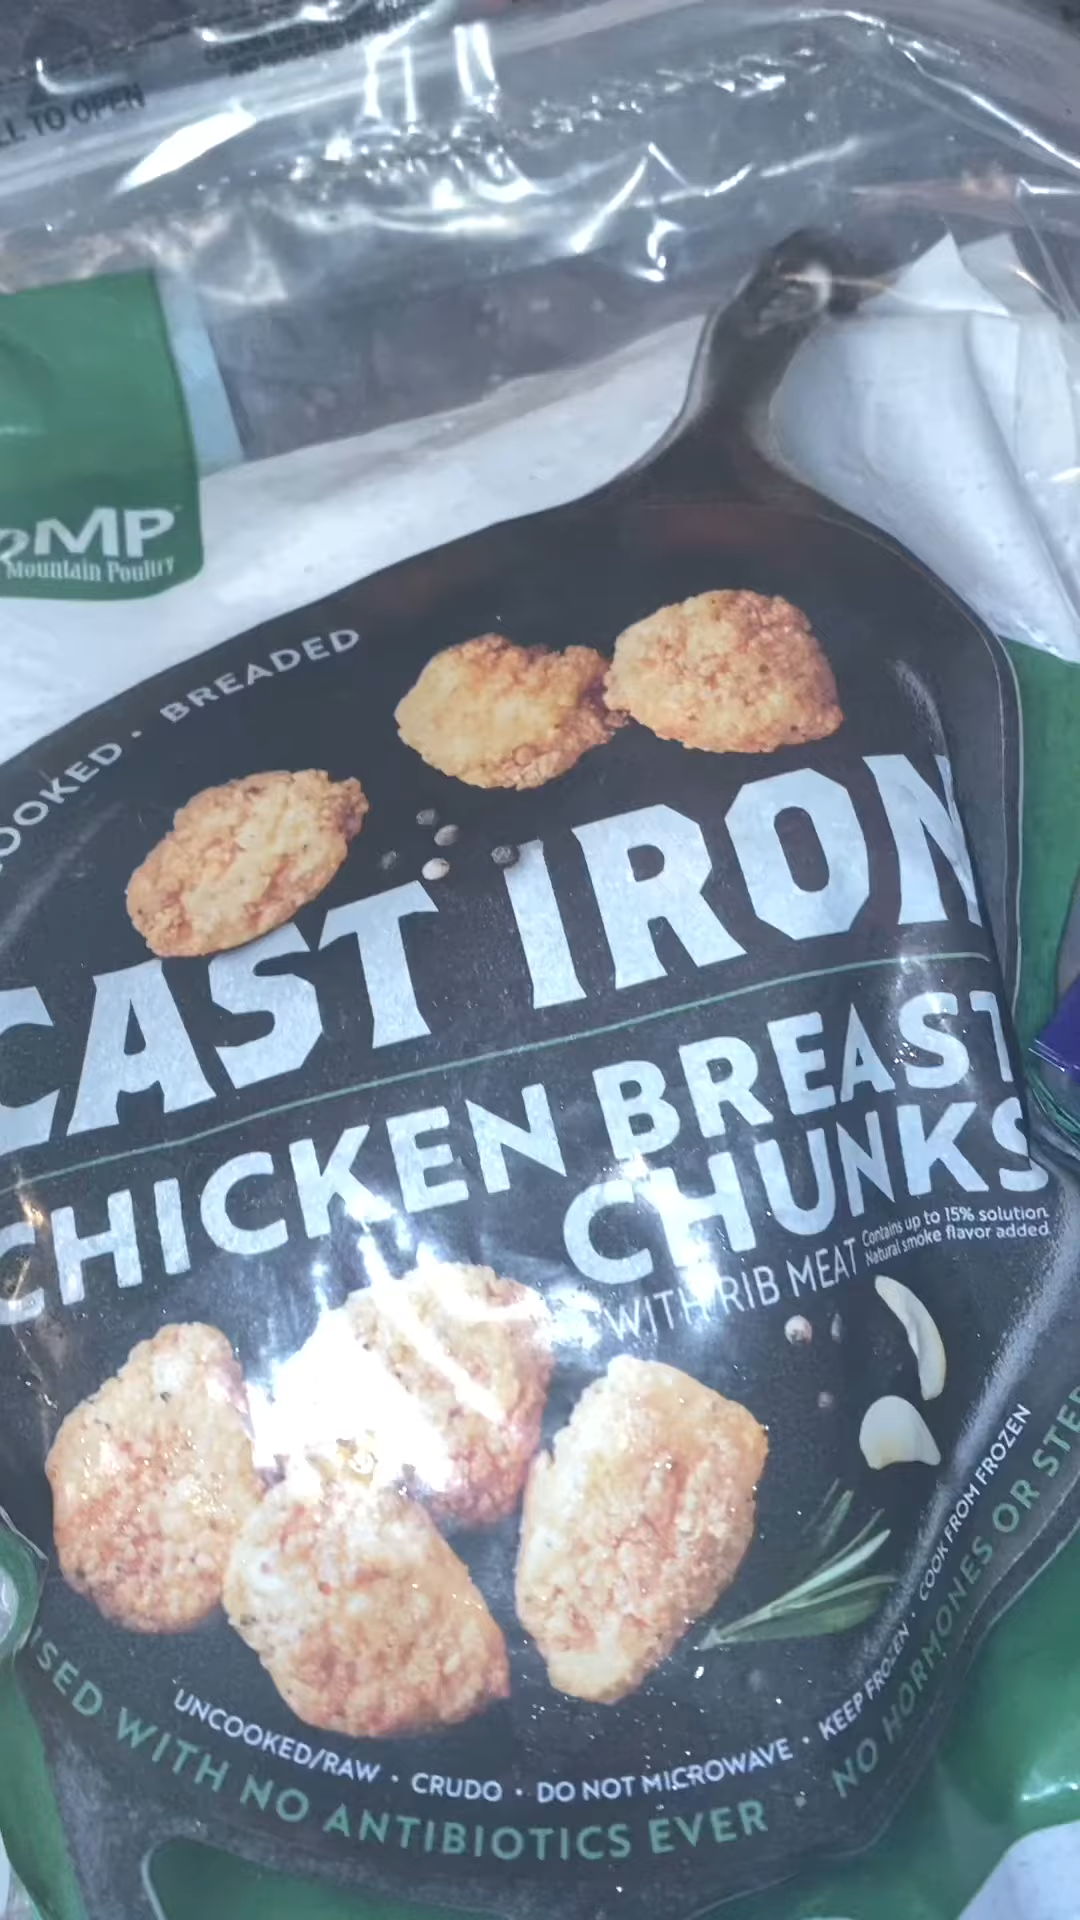 LL TO OPEN
MP
Mountain Poultry
OOKED · BREADED
CAST IRON
CHICKEN BREAST
CHUNKS
WITH RIB MEAT
Contains up to 15% solution.
Natural smoke flavor added.
UNCOOKED/RAW · CRUDO · DO NOT MICROWAVE · KEEP FROZEN · COOK FROM FROZEN
ISED WITH NO ANTIBIOTICS EVER · NO HORMONES OR STE